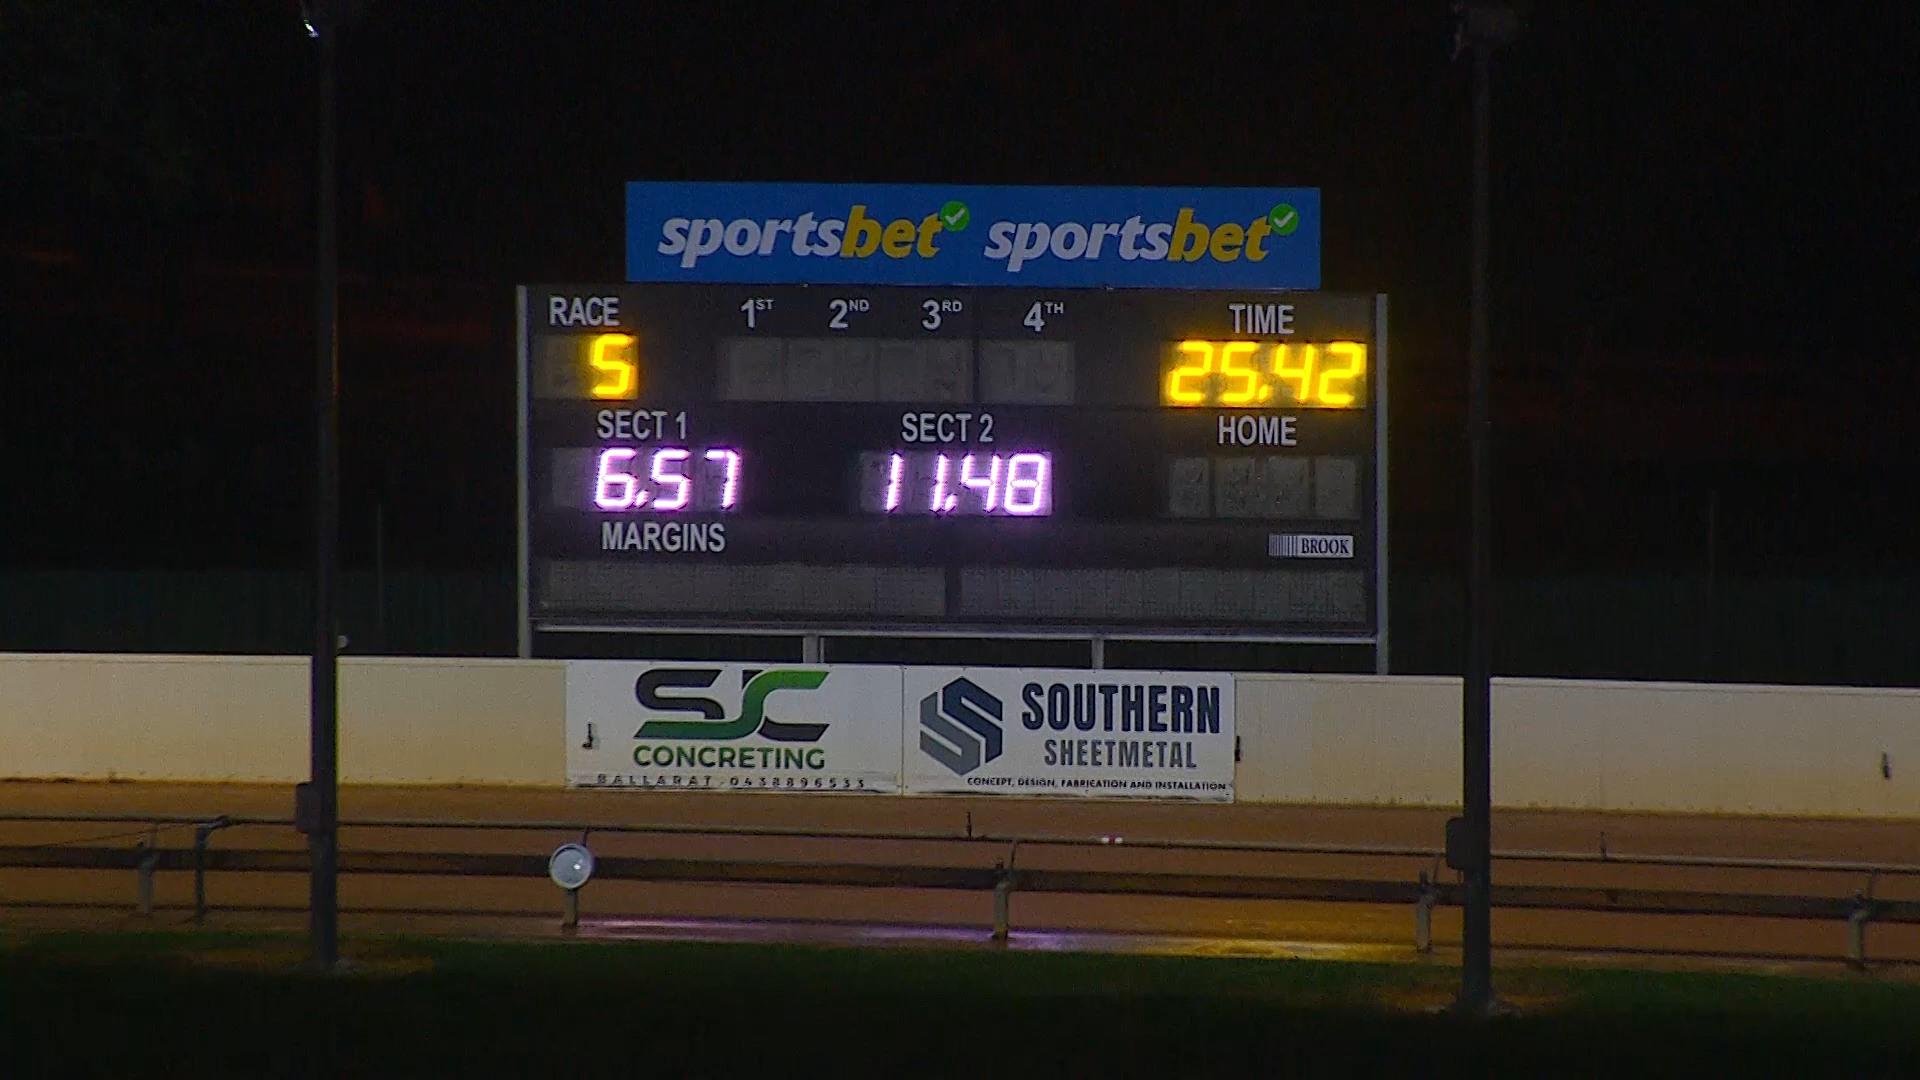 sportsbet sportsbet
RACE 1ST 2ND 3RD 4TH TIME
5 25.42
SECT 1 SECT 2 HOME
6.57 11.48
MARGINS
BROOK
SJC
CONCRETING
BALLARAT - 0438896533
SOUTHERN
SHEETMETAL
CONCEPT, DESIGN, FABRICATION AND INSTALLATION